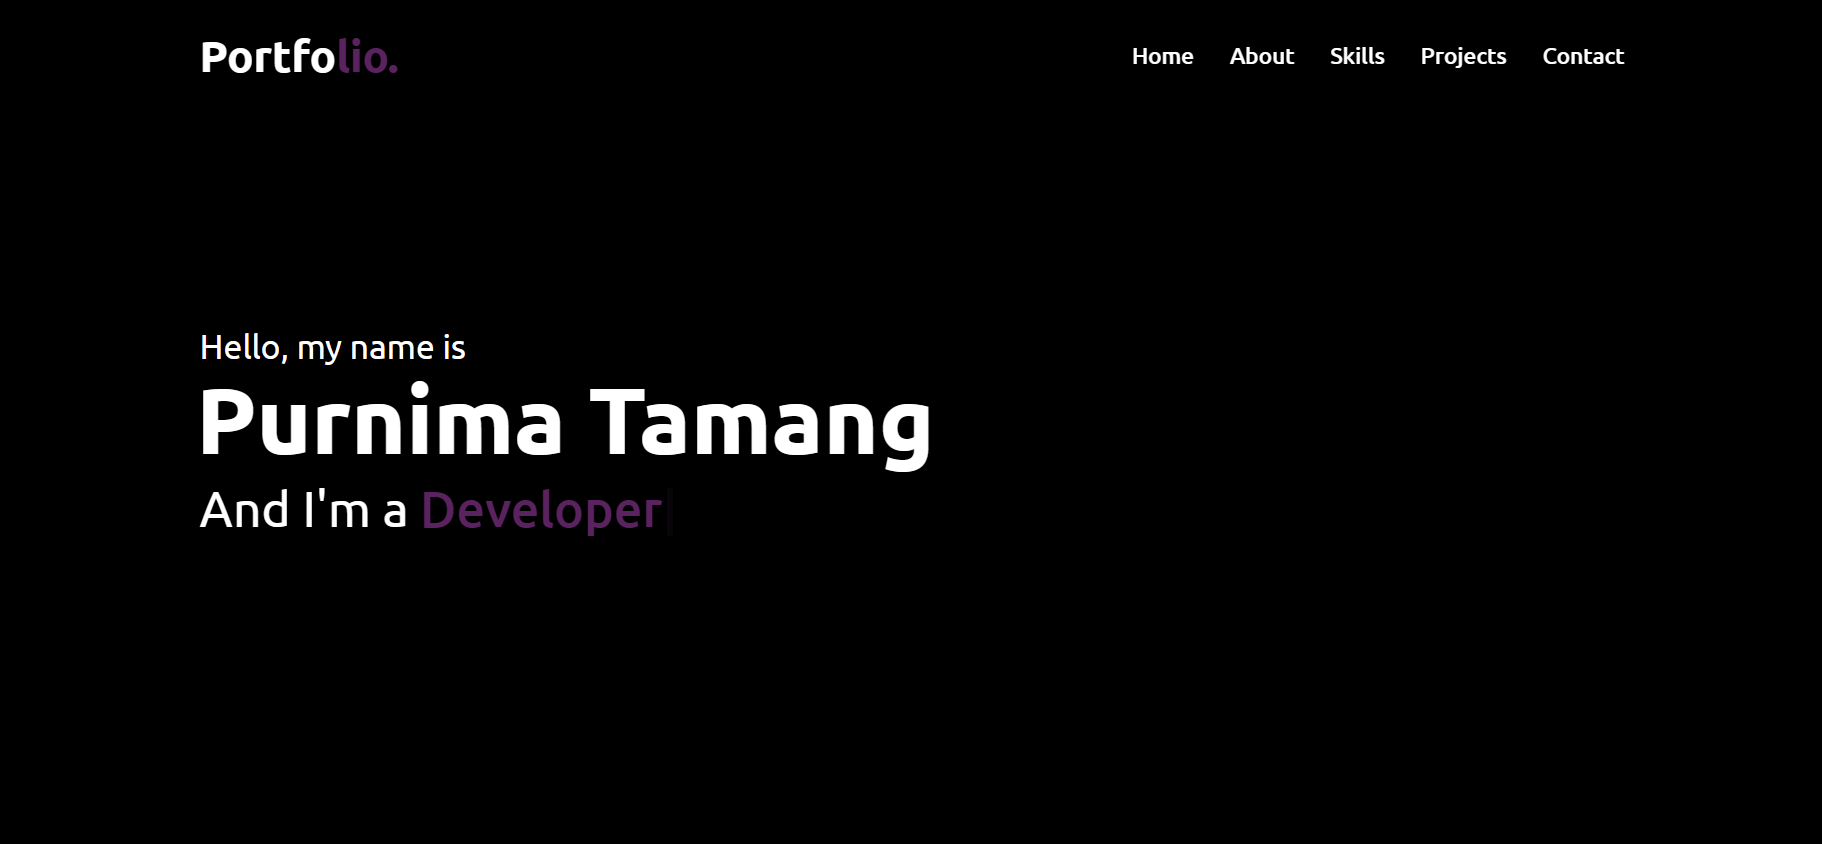 Portfolio.
Home About Skills Projects Contact
Hello, my name is
Purnima Tamang
And I'm a Developer